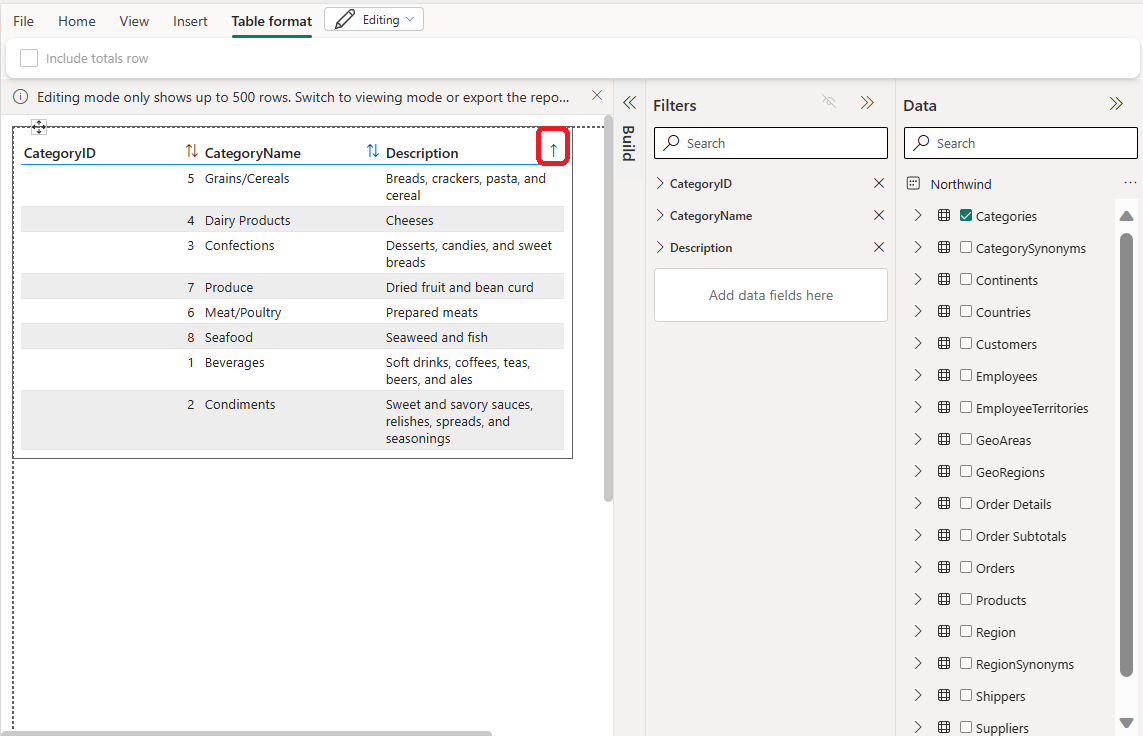 File Home View Insert Table format Editing
Include totals row
Editing mode only shows up to 500 rows. Switch to viewing mode or export the repo...
CategoryID CategoryName Description
5 Grains/Cereals Breads, crackers, pasta, and
cereal
4 Dairy Products Cheeses
3 Confections Desserts, candies, and sweet
breads
7 Produce Dried fruit and bean curd
6 Meat/Poultry Prepared meats
8 Seafood Seaweed and fish
1 Beverages Soft drinks, coffees, teas,
beers, and ales
2 Condiments Sweet and savory sauces,
relishes, spreads, and
seasonings
Build
Filters
Search
CategoryID
CategoryName
Description
Add data fields here
Data
Search
Northwind ...
Categories
CategorySynonyms
Continents
Countries
Customers
Employees
EmployeeTerritories
GeoAreas
GeoRegions
Order Details
Order Subtotals
Orders
Products
Region
RegionSynonyms
Shippers
Suppliers